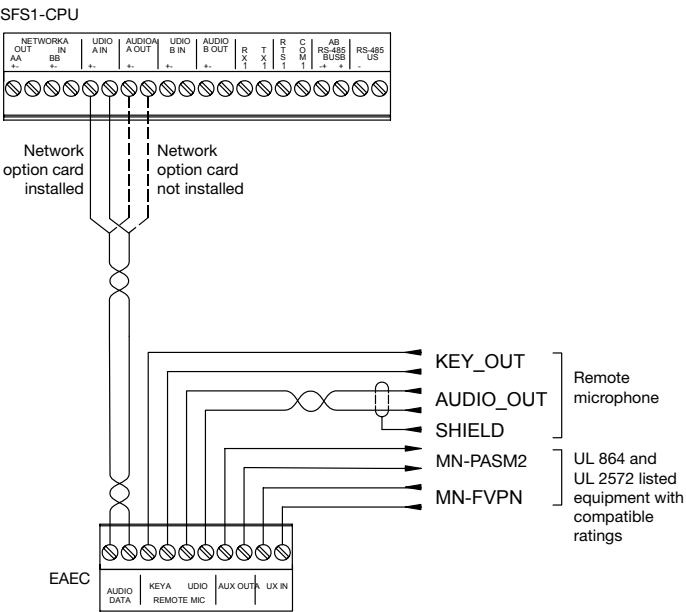 SFS1-CPU
NETWORKA UDIO AUDIOA UDIO AUDIO R T R C AB RS-485
OUT IN A IN A OUT B IN B OUT X X T O RS-485 US
AA BB 1 1 S M BUSB
+- +- +- +- +- +- 1 1 -+ + -
Network
option card
installed
Network
option card
not installed
KEY_OUT
AUDIO_OUT
SHIELD
Remote
microphone
MN-PASM2
MN-FVPN
UL 864 and
UL 2572 listed
equipment with
compatible
ratings
EAEC
AUDIO
DATA
KEYA UDIO
REMOTE MIC
AUX OUTA UX IN